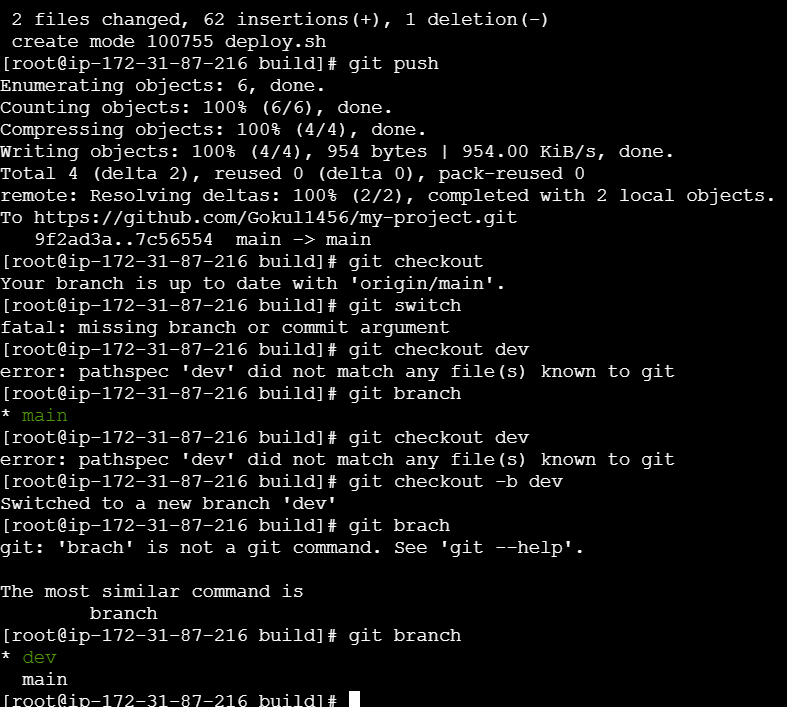 2 files changed, 62 insertions(+), 1 deletion(-)
create mode 100755 deploy.sh
[root@ip-172-31-87-216 build]# git push
Enumerating objects: 6, done.
Counting objects: 100% (6/6), done.
Compressing objects: 100% (4/4), done.
Writing objects: 100% (4/4), 954 bytes | 954.00 KiB/s, done.
Total 4 (delta 2), reused 0 (delta 0), pack-reused 0
remote: Resolving deltas: 100% (2/2), completed with 2 local objects.
To https://github.com/Gokul1456/my-project.git
   9f2ad3a..7c56554  main -> main
[root@ip-172-31-87-216 build]# git checkout
Your branch is up to date with 'origin/main'.
[root@ip-172-31-87-216 build]# git switch
fatal: missing branch or commit argument
[root@ip-172-31-87-216 build]# git checkout dev
error: pathspec 'dev' did not match any file(s) known to git
[root@ip-172-31-87-216 build]# git branch
* main
[root@ip-172-31-87-216 build]# git checkout dev
error: pathspec 'dev' did not match any file(s) known to git
[root@ip-172-31-87-216 build]# git checkout -b dev
Switched to a new branch 'dev'
[root@ip-172-31-87-216 build]# git brach
git: 'brach' is not a git command. See 'git --help'.
The most similar command is
        branch
[root@ip-172-31-87-216 build]# git branch
* dev
  main
[root@ip-172-31-87-216 build]#